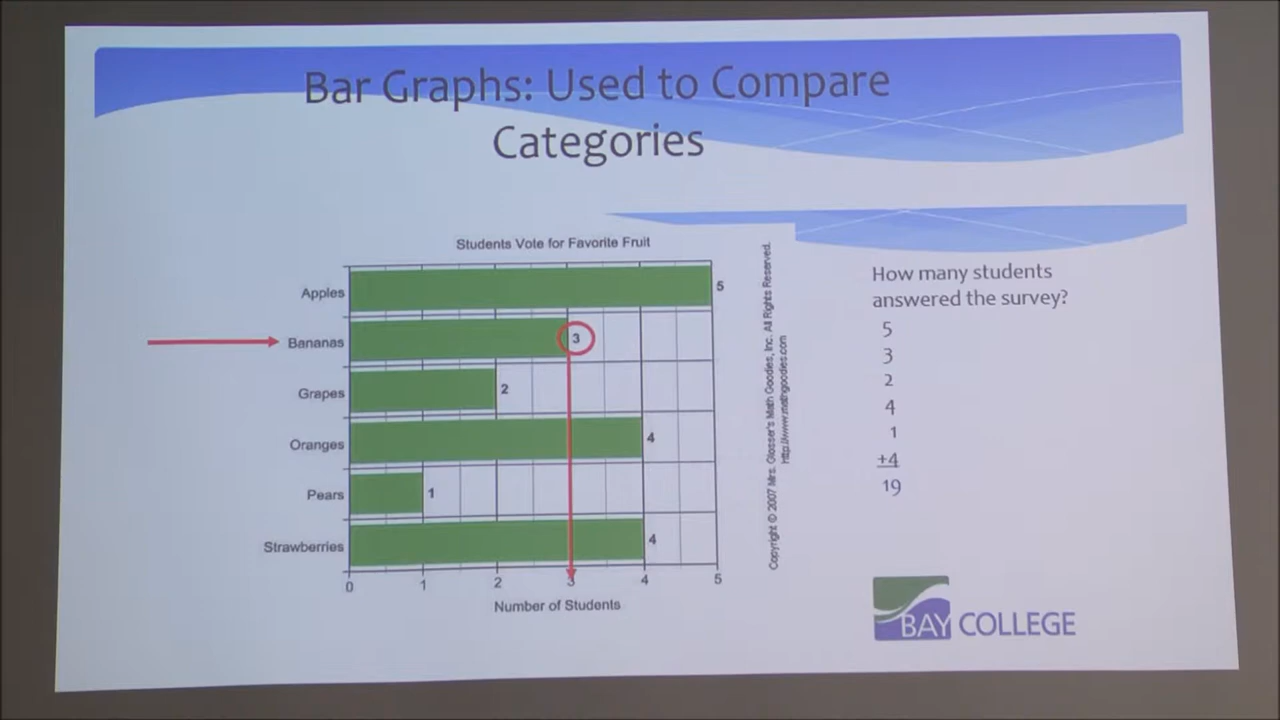 Bar Graphs: Used to Compare
Categories
Students Vote for Favorite Fruit
Apples
5
Bananas
3
Grapes
2
Oranges
4
Pears
1
Strawberries
4
0 1 2 3 4 5
Number of Students
Copyright © 2007 Mrs. Glosser's Math Goodies, Inc. All Rights Reserved.
http://www.mathgoodies.com
How many students
answered the survey?
5
3
2
4
1
+4
19
BAY COLLEGE